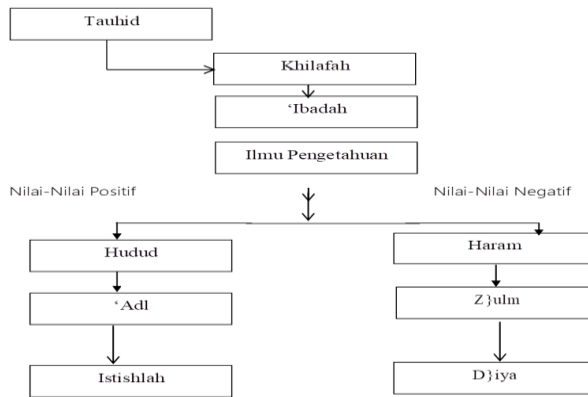 Tauhid
Khilafah
‘Ibadah
Ilmu Pengetahuan
Nilai-Nilai Positif
Nilai-Nilai Negatif
Hudud
Haram
‘Adl
Z}ulm
Istishlah
D}iya